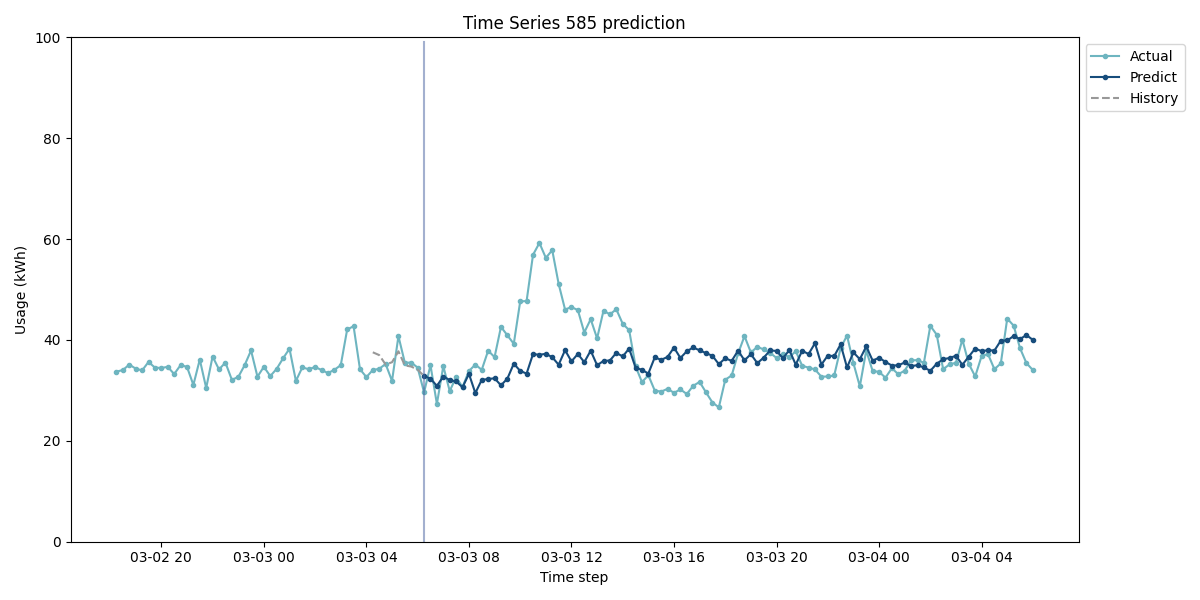 Time Series 585 prediction
100
80
60
40
20
0
Usage (kWh)
03-02 20
03-03 00
03-03 04
03-03 08
03-03 12
03-03 16
03-03 20
03-04 00
03-04 04
Time step
Actual
Predict
History